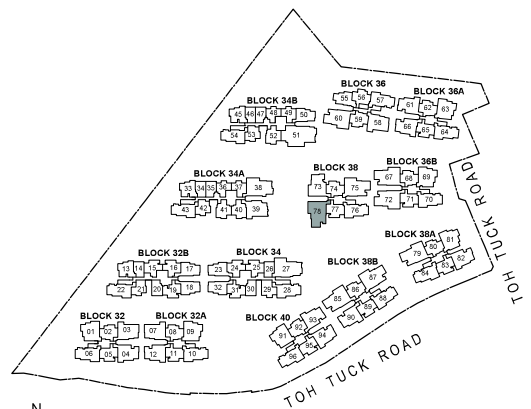 BLOCK 36
55 56 57
60 59 58
BLOCK 36A
61 62 63
66 65 64
BLOCK 34B
45 46 47 48 49 50
54 53 52 51
BLOCK 34A
33 34 35 36 37 38
43 42 41 40 39
BLOCK 38
73 74 75
78 77 76
BLOCK 36B
67 68 69
72 71 70
TOH TUCK ROAD
BLOCK 38A
79 80 81
84 83 82
BLOCK 32B
13 14 15 16 17
22 21 20 19 18
BLOCK 34
23 24 25 26 27
32 31 30 29 28
BLOCK 38B
85 86 87
90 89 88
BLOCK 32
01 02 03
06 05 04
BLOCK 32A
07 08 09
12 11 10
BLOCK 40
91 92 93
96 95 94
TOH TUCK ROAD
N